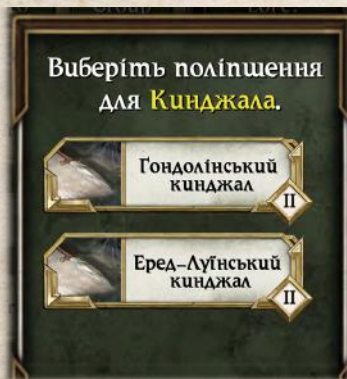 Виберіть поліпшення
для Кинджала.
Ґондолінський
кинджал
II
Еред-Луїнський
кинджал
II